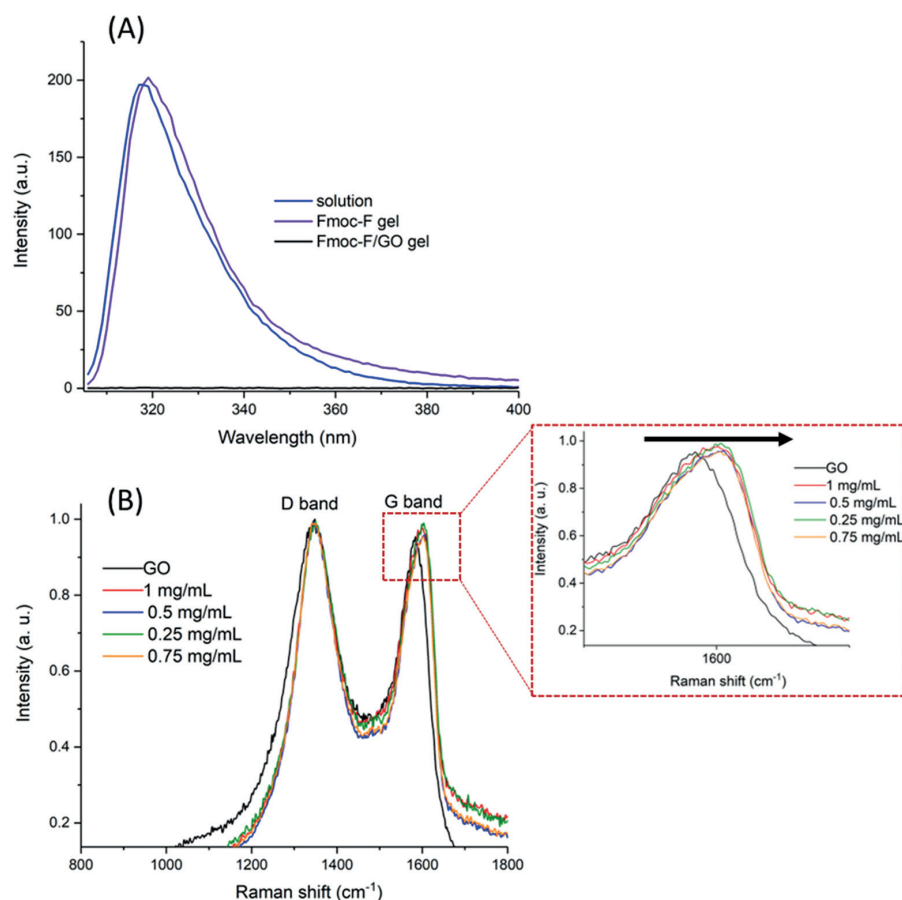 (A)
200
150
100
50
0
Intensity (a.u.)
solution
Fmoc-F gel
Fmoc-F/GO gel
320 340 360 380 400
Wavelength (nm)
(B)
D band G band
1.0
0.8
0.6
0.4
0.2
Intensity (a. u.)
GO
1 mg/mL
0.5 mg/mL
0.25 mg/mL
0.75 mg/mL
800 1000 1200 1400 1600 1800
Raman shift (cm⁻¹)
1.0
0.8
0.6
0.4
0.2
Intensity (a. u.)
GO
1 mg/mL
0.5 mg/mL
0.25 mg/mL
0.75 mg/mL
1600
Raman shift (cm⁻¹)